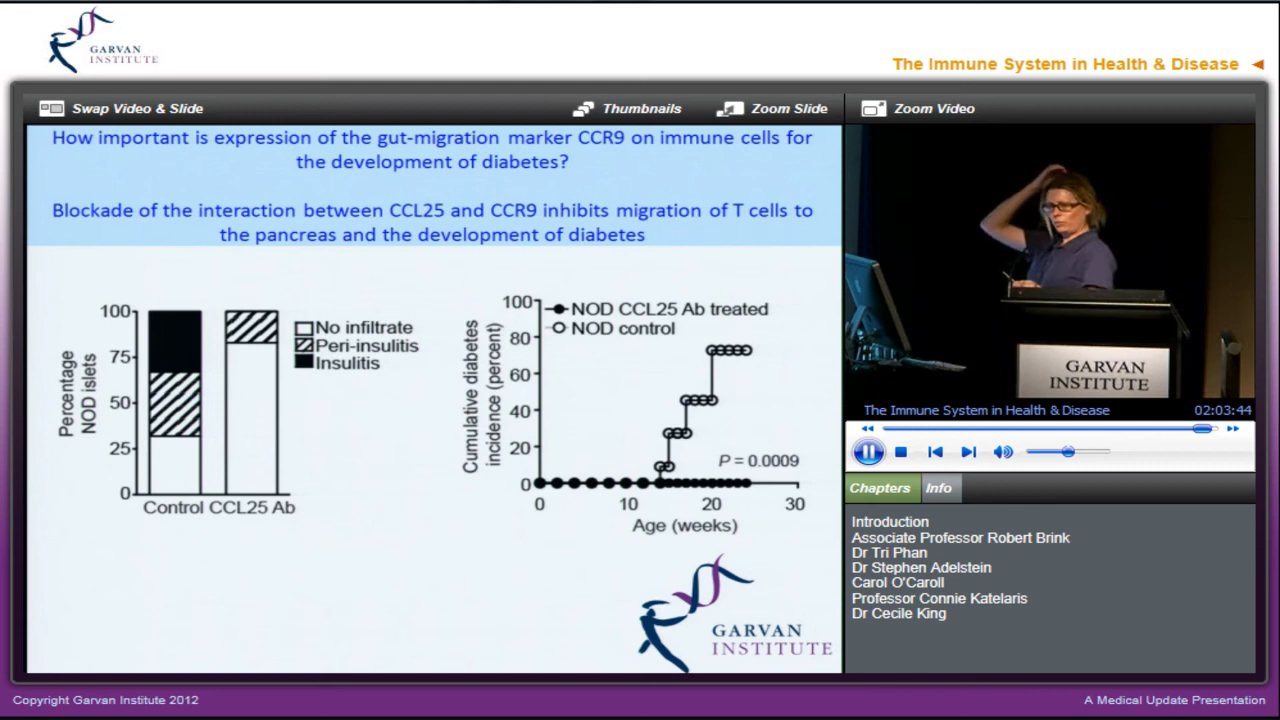 GARVAN
INSTITUTE
The Immune System in Health & Disease
Swap Video & Slide
Thumbnails
Zoom Slide
Zoom Video
How important is expression of the gut-migration marker CCR9 on immune cells for
the development of diabetes?
Blockade of the interaction between CCL25 and CCR9 inhibits migration of T cells to
the pancreas and the development of diabetes
Percentage
NOD islets
100
75
50
25
0
Control CCL25 Ab
No infiltrate
Peri-insulitis
Insulitis
Cumulative diabetes
incidence (percent)
100
80
60
40
20
0
NOD CCL25 Ab treated
NOD control
P = 0.0009
0
10
20
30
Age (weeks)
GARVAN
INSTITUTE
GARVAN
INSTITUTE
The Immune System in Health & Disease
02:03:44
Chapters
Info
Introduction
Associate Professor Robert Brink
Dr Tri Phan
Dr Stephen Adelstein
Carol O'Caroll
Professor Connie Katelaris
Dr Cecile King
Copyright Garvan Institute 2012
A Medical Update Presentation